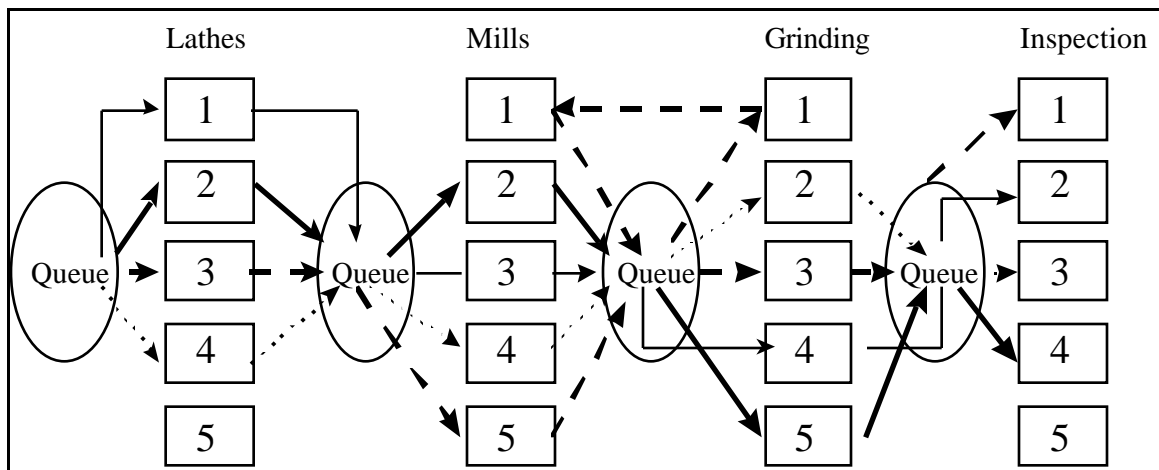 Lathes Mills Grinding Inspection
1 1 1 1
2 2 2 2
Queue 3 Queue 3 Queue 3 Queue 3
4 4 4 4
5 5 5 5